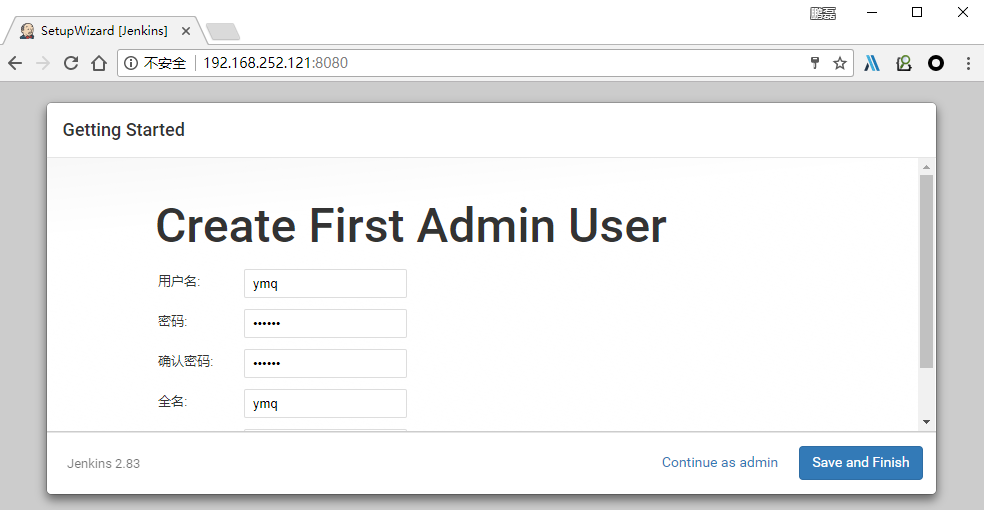 鹏磊
SetupWizard [Jenkins]
不安全 192.168.252.121:8080
Getting Started
Create First Admin User
用户名: ymq
密码: ••••••
确认密码: ••••••
全名: ymq
Jenkins 2.83 Continue as admin Save and Finish